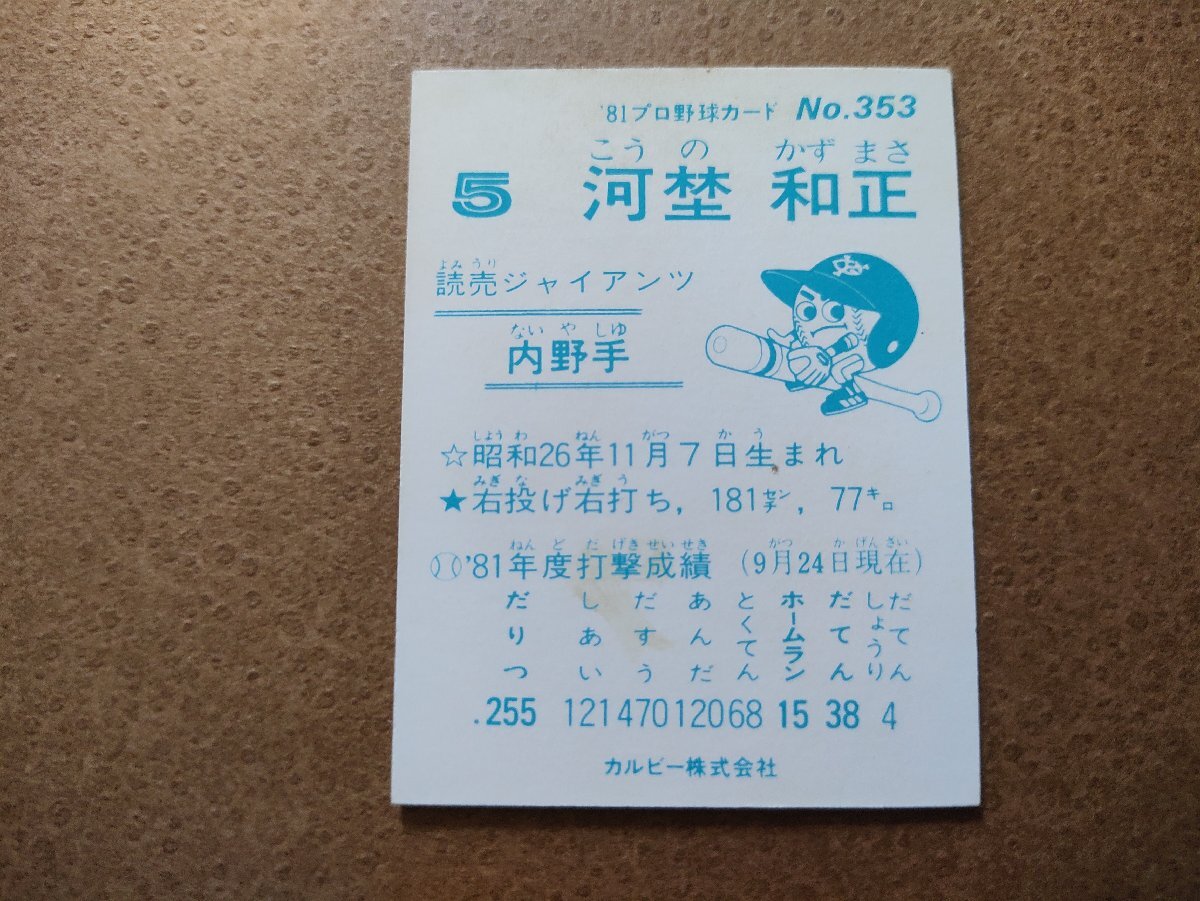 '81プロ野球カード No.353
こうの かずまさ
5 河埜 和正
よみうり
読売ジャイアンツ
ないやしゆ
内野手
しょうわ ねん がつ かう
☆昭和26年11月7日生まれ
みぎな みぎう
★右投げ右打ち, 181センチ, 77キロ
ねんどだげきせいせき がつ かげんざい
'81年度打撃成績 (9月24日現在)
だりつ しあい だすう あんだ とくてん ホームラン だてん しょうりだてん
.255 121 470 120 68 15 38 4
カルビー株式会社